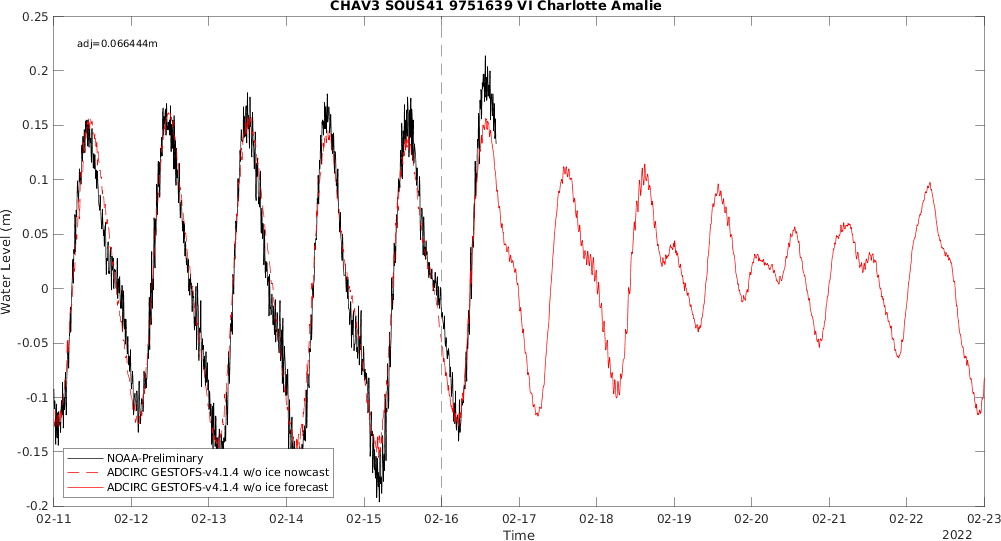 CHAV3 SOUS41 9751639 VI Charlotte Amalie
adj=0.066444m
0.25
0.2
0.15
0.1
0.05
0
-0.05
-0.1
-0.15
-0.2
Water Level (m)
NOAA-Preliminary
ADCIRC GESTOFS-v4.1.4 w/o ice nowcast
ADCIRC GESTOFS-v4.1.4 w/o ice forecast
02-11 02-12 02-13 02-14 02-15 02-16 02-17 02-18 02-19 02-20 02-21 02-22 02-23
Time
2022